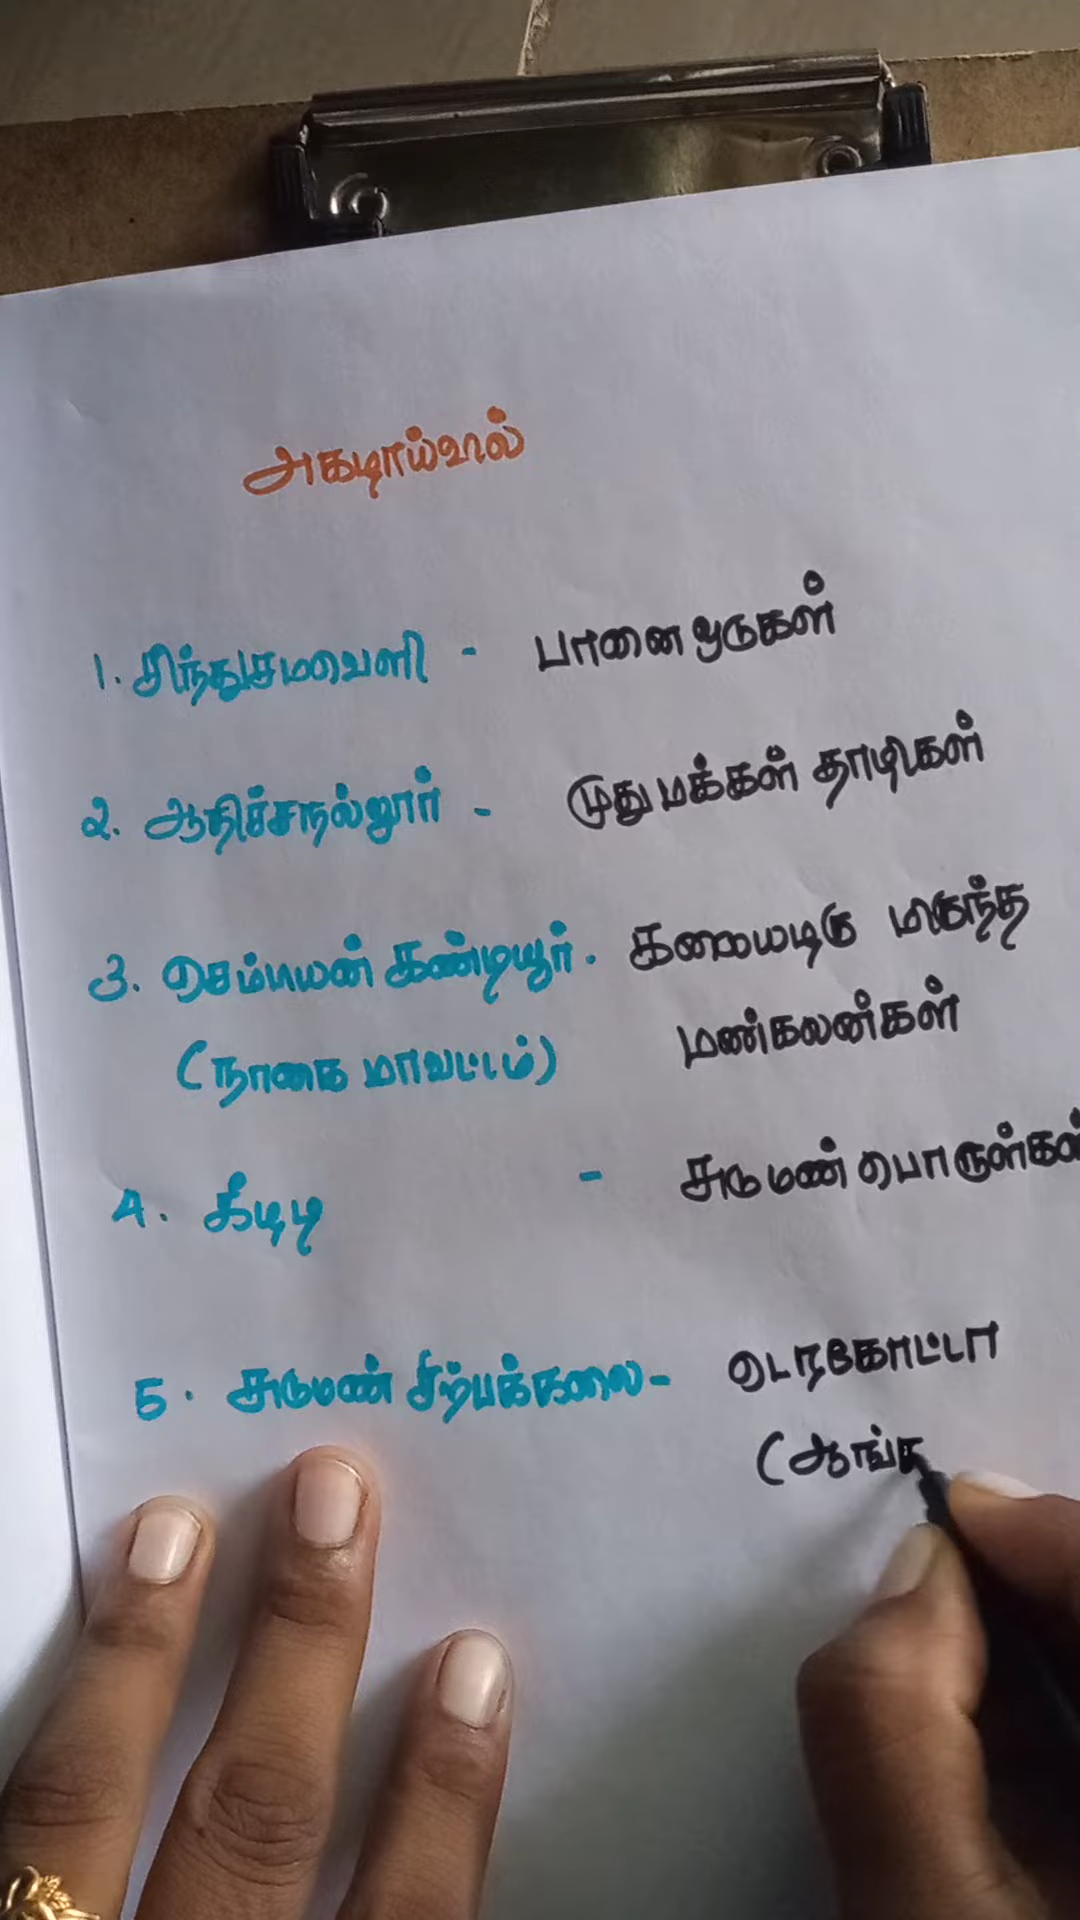 அகழாய்வில்
1. சிந்துசமவெளி - பானை ஓடுகள்
2. ஆதிச்சநல்லூர் - முதுமக்கள் தாழிகள்
3. செம்பியன் கண்டியூர். கலையழகு மிகுந்த
(நாகை மாவட்டம்) மண்கலன்கள்
4. கீழடி - சுடுமண் பொருள்கள்
5. சுடுமண் சிற்பக்கலை - டெரகோட்டா
(ஆங்க